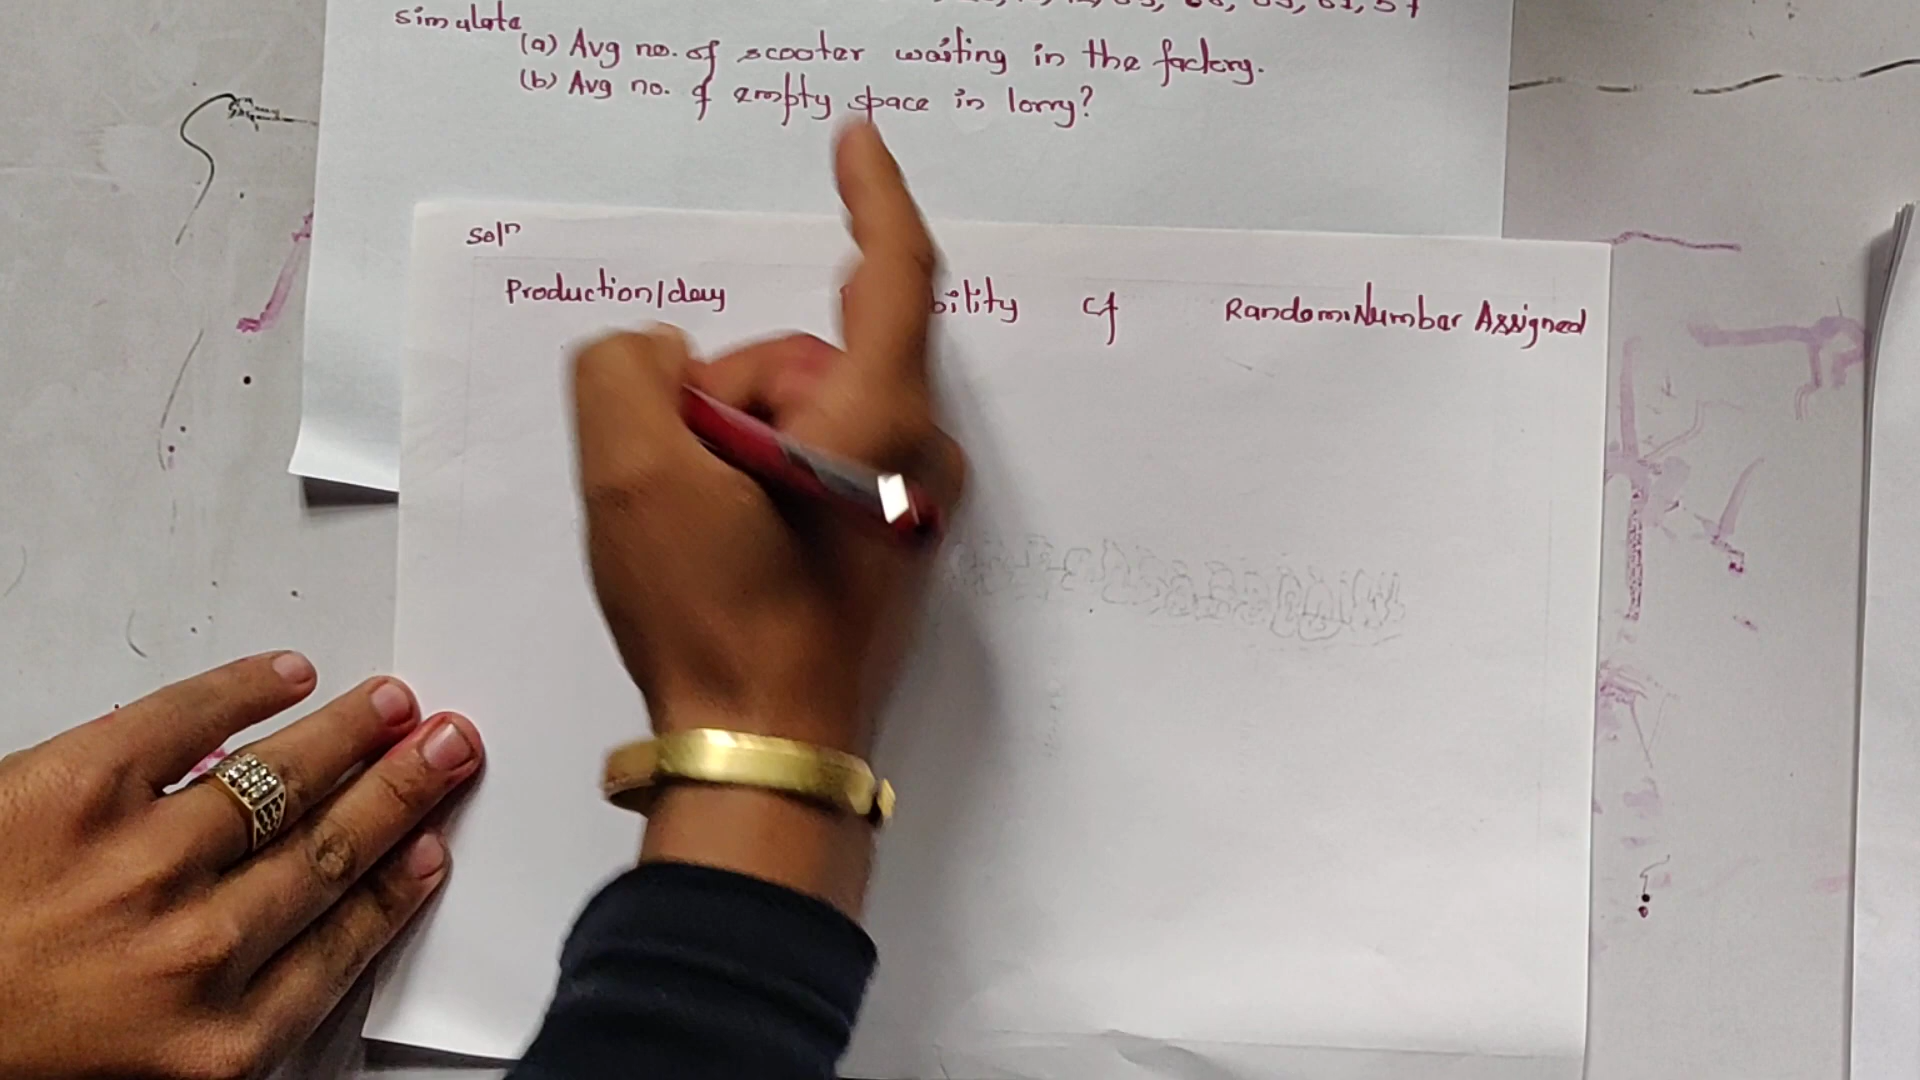 simulate
(a) Avg no. of scooter waiting in the factory.
(b) Avg no. of empty space in lorry?
Solⁿ
Production/day bility cf Random Number Assigned